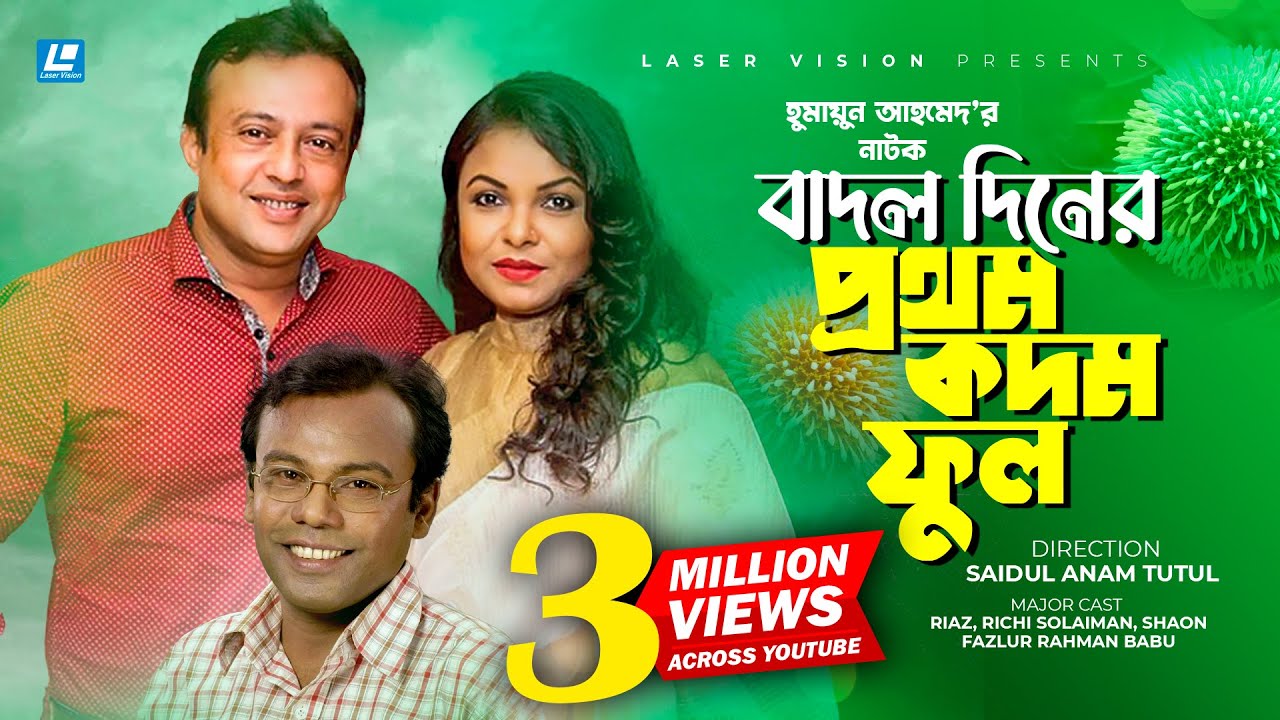 Laser Vision
LASER VISION PRESENTS
হুমায়ুন আহমেদ'র
নাটক
বাদল দিনের
প্রথম
কদম
ফুল
3 MILLION
VIEWS
ACROSS YOUTUBE
DIRECTION
SAIDUL ANAM TUTUL
MAJOR CAST
RIAZ, RICHI SOLAIMAN, SHAON
FAZLUR RAHMAN BABU